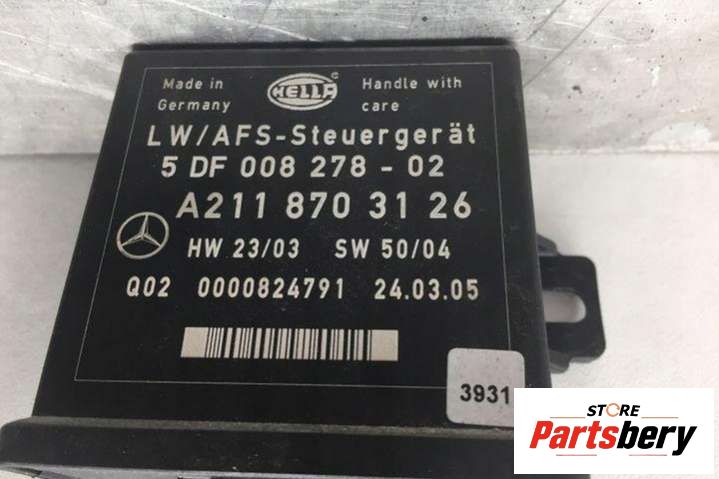 Made in
Germany
HELLA
Handle with
care
LW/AFS-Steuergerät
5 DF 008 278 - 02
A211 870 31 26
HW 23/03 SW 50/04
Q02 0000824791 24.03.05
3931
STORE
Partsbery